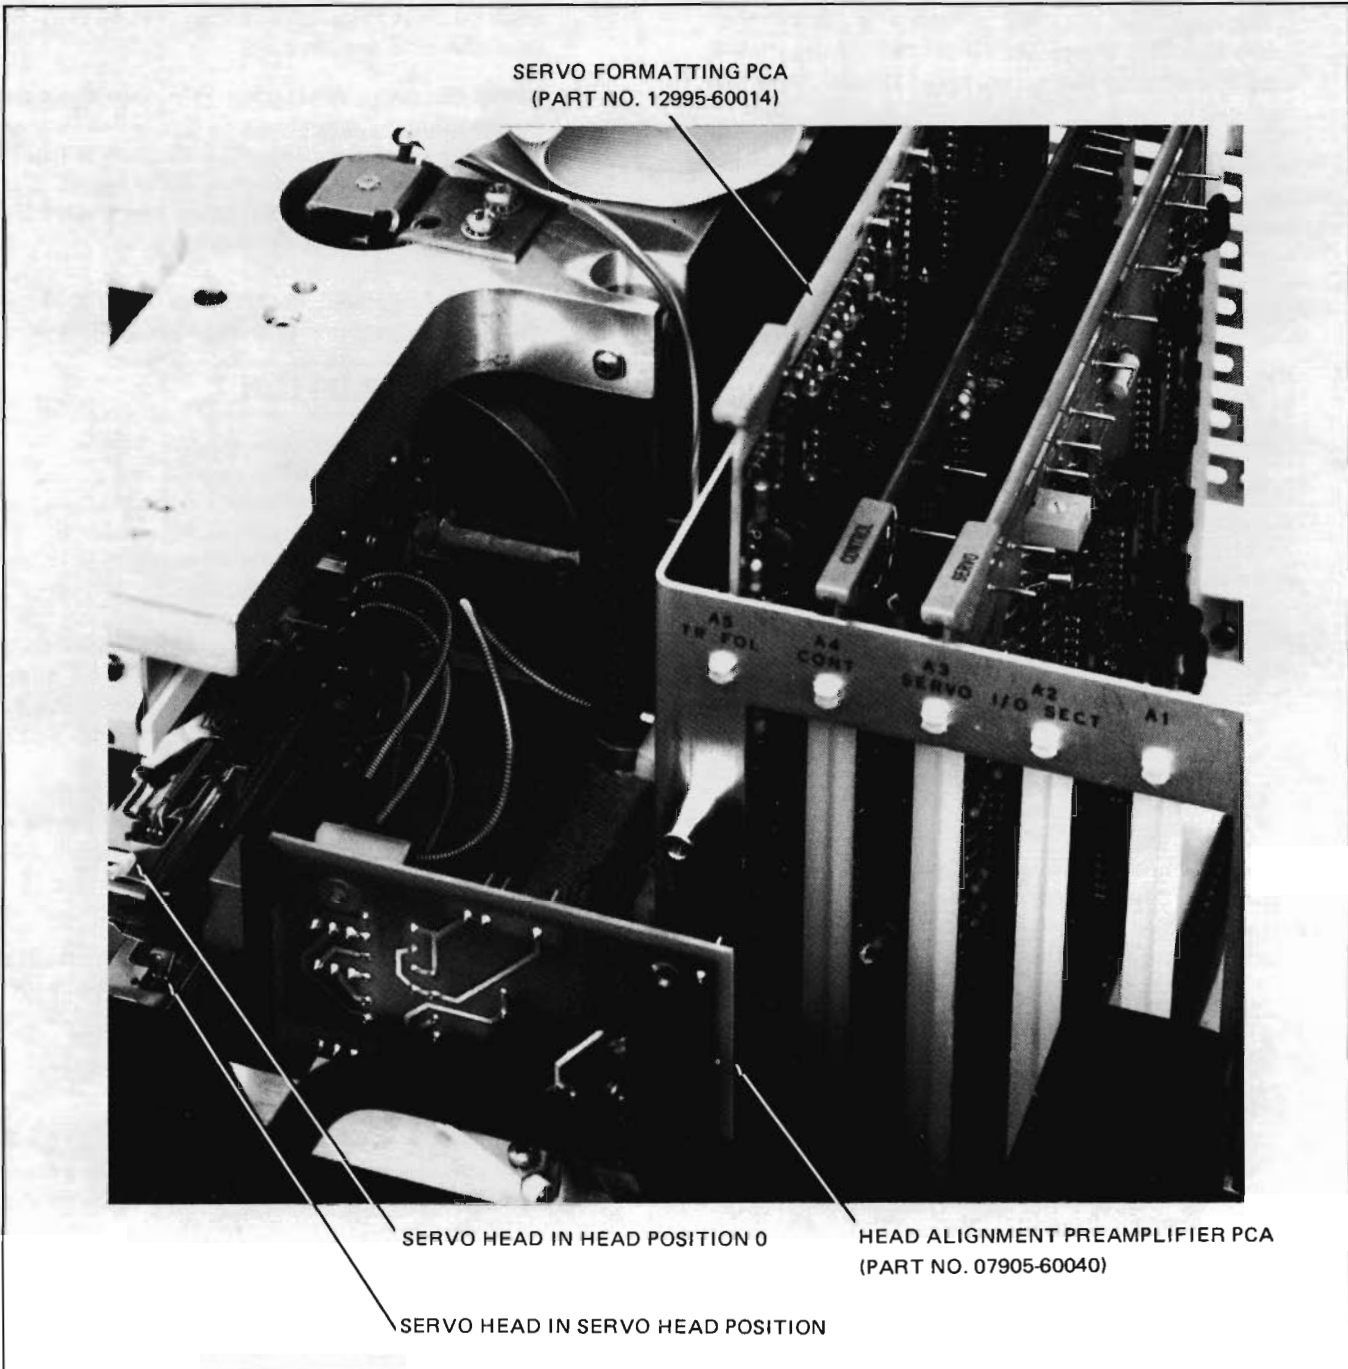 SERVO FORMATTING PCA
(PART NO. 12995-60014)
CONTROL
SERVO
A5
TR FOL
A4
CONT
A3
SERVO
A2
I/O SECT
A1
SERVO HEAD IN HEAD POSITION 0
HEAD ALIGNMENT PREAMPLIFIER PCA
(PART NO. 07905-60040)
SERVO HEAD IN SERVO HEAD POSITION